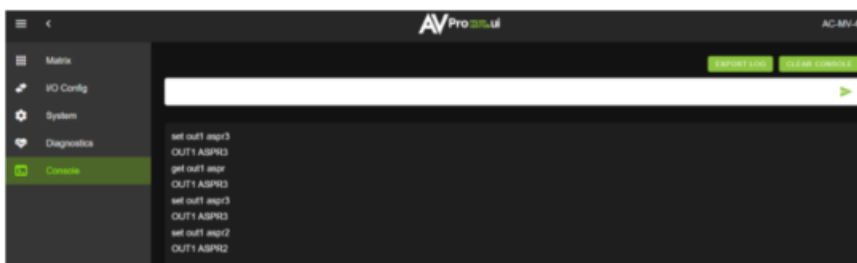 AVPro ui
AC-MV-4
Matrix
EXPORT LOG CLEAR CONSOLE
I/O Config
System
Diagnostics
Console
set out1 aspr3
OUT1 ASPR3
get out1 aspr
OUT1 ASPR3
set out1 aspr3
OUT1 ASPR3
set out1 aspr2
OUT1 ASPR2